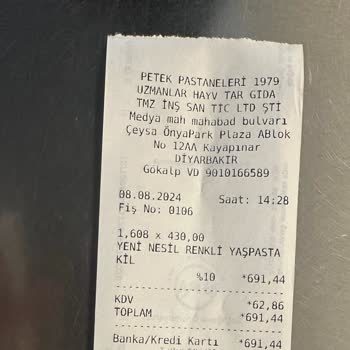 PETEK PASTANELERİ 1979
UZMANLAR HAYV TAR GIDA
TMZ İNŞ SAN TİC LTD ŞTİ
Medya mah mahabad bulvarı
Çeysa ÖnyaPark Plaza ABlok
No 12AA Kayapınar
DİYARBAKIR
Gökalp VD 9010166589
08.08.2024 Saat: 14:28
Fiş No: 0106
1,608 x 430,00
YENİ NESİL RENKLİ YAŞPASTA
KİL
%10 *691,44
KDV *62,86
TOPLAM *691,44
Banka/Kredi Kartı *691,44